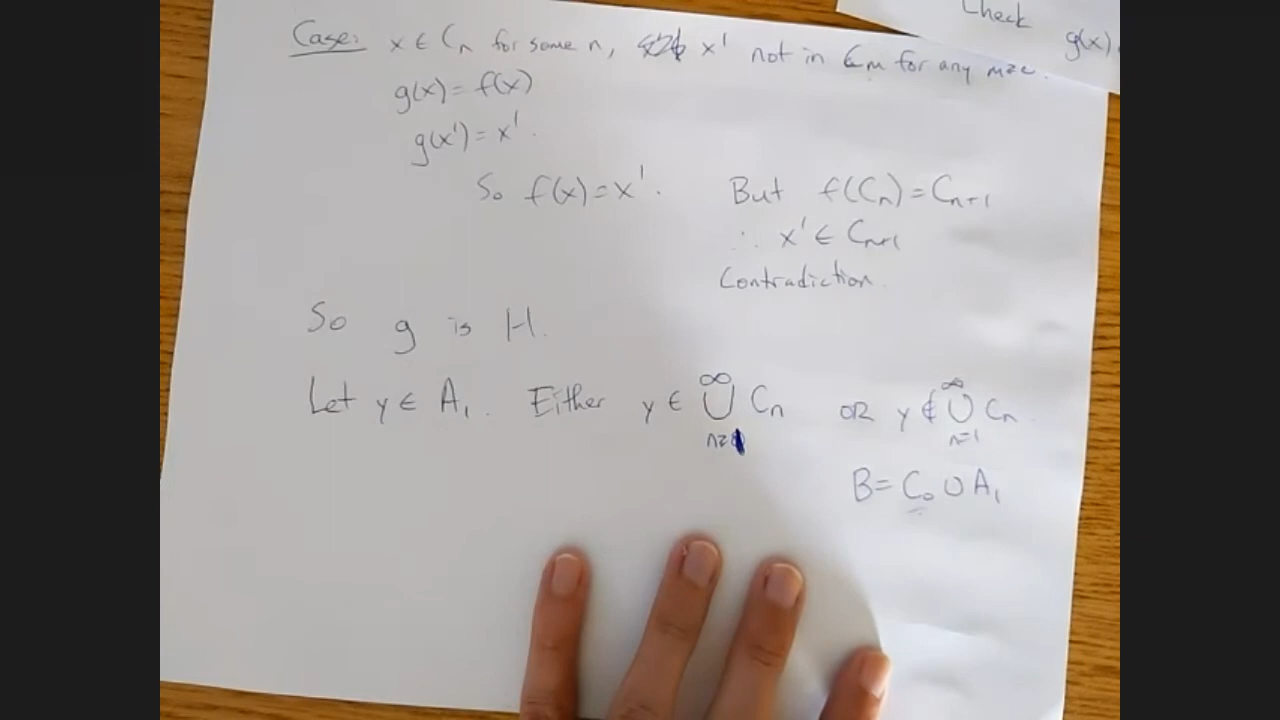 Check
g(x)
Case: x ∈ Cₙ for some n, x' not in Cₘ for any m
g(x) = f(x)
g(x') = x'.
So f(x) = x'. But f(Cₙ) = Cₙ₊₁
∴ x' ∈ Cₙ₊₁
Contradiction.
So g is 1-1.
Let y ∈ A₁. Either y ∈ ⋃ₙ₌₁^∞ Cₙ OR y ∉ ⋃ₙ₌₁^∞ Cₙ.
B = C₀ ∪ A₁